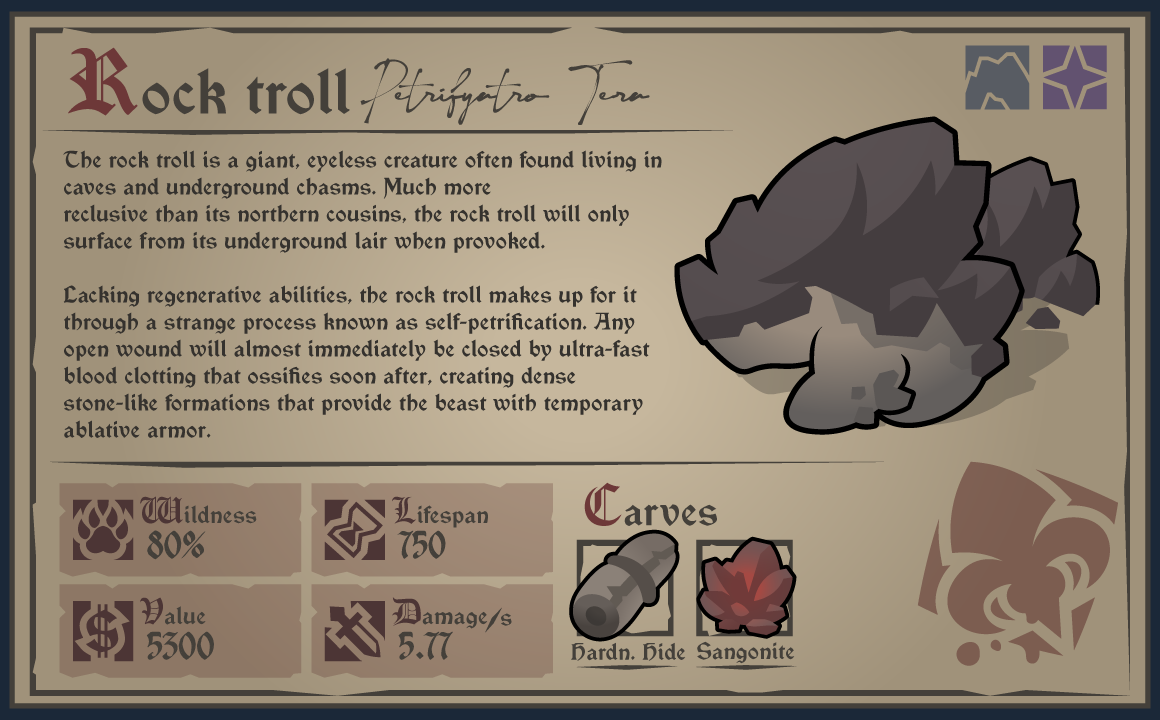 Rock troll Petrifyatro Tera
The rock troll is a giant, eyeless creature often found living in
caves and underground chasms. Much more
reclusive than its northern cousins, the rock troll will only
surface from its underground lair when provoked.
Lacking regenerative abilities, the rock troll makes up for it
through a strange process known as self-petrification. Any
open wound will almost immediately be closed by ultra-fast
blood clotting that ossifies soon after, creating dense
stone-like formations that provide the beast with temporary
ablative armor.
Wildness
80%
Lifespan
750
Value
5300
Damage/s
5.77
Carves
Hardn. Hide
Sangonite